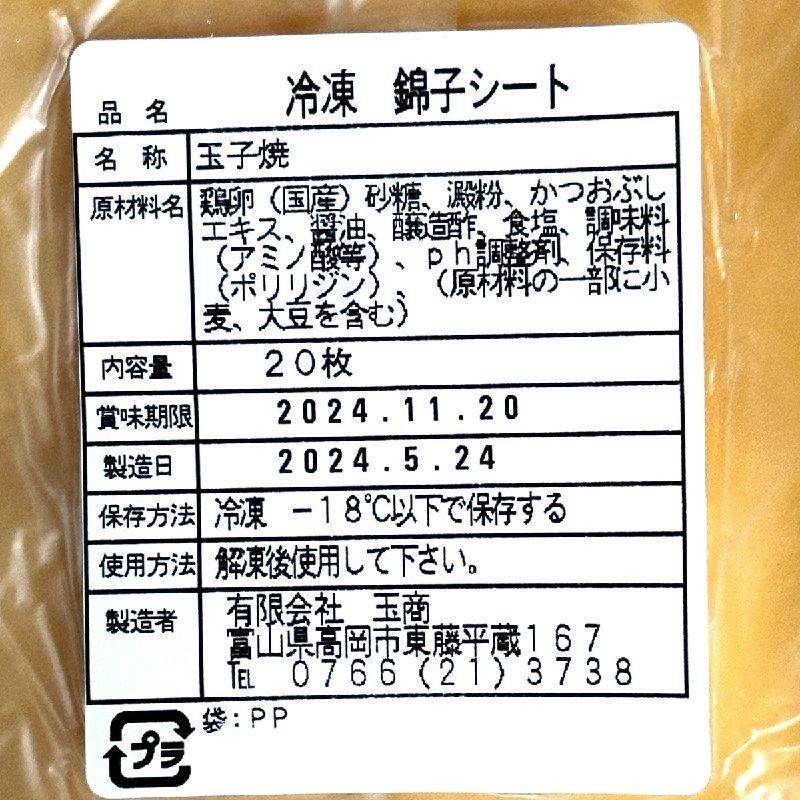 品名 冷凍 錦子シート
名称 玉子焼
原材料名 鶏卵(国産)砂糖、澱粉、かつおぶし
エキス、醤油、醸造酢、食塩、調味料
(アミノ酸等)、ph調整剤、保存料
(ポリリジン)、(原材料の一部に小
麦、大豆を含む)
内容量 20枚
賞味期限 2024.11.20
製造日 2024.5.24
保存方法 冷凍 −18℃以下で保存する
使用方法 解凍後使用して下さい。
製造者 有限会社 玉商
富山県高岡市東藤平蔵167
TEL 0766(21)3738
プラ 袋:PP